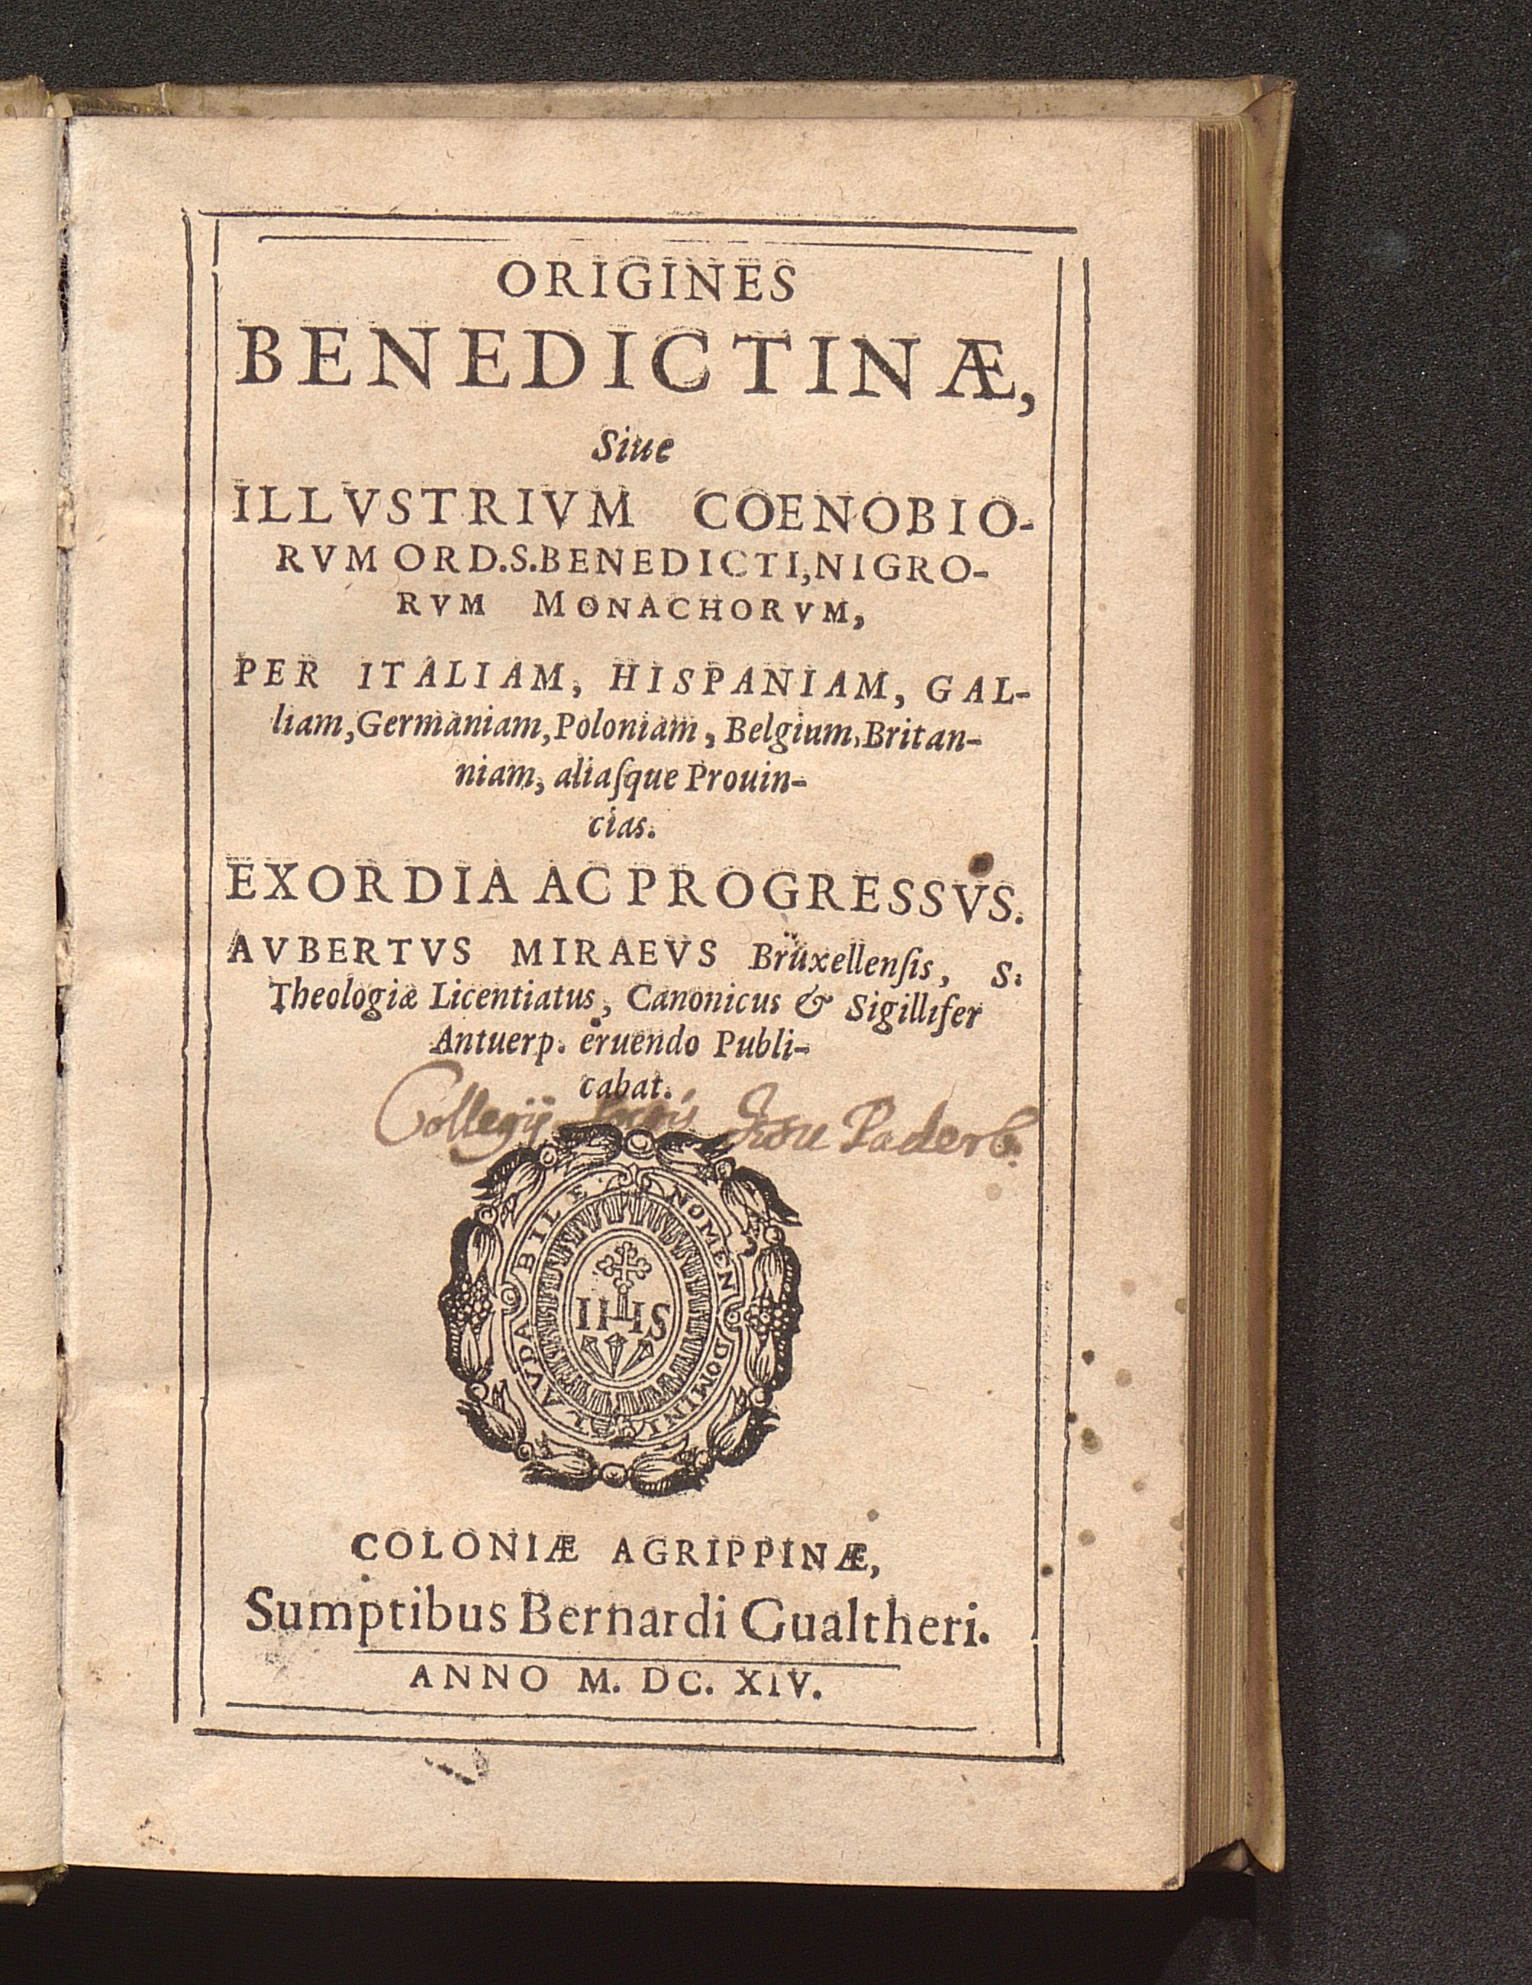 ORIGINES
BENEDICTINÆ,
Siue
ILLVSTRIVM COENOBIO-
RVM ORD.S.BENEDICTI,NIGRO-
RVM MONACHORVM,
PER ITALIAM, HISPANIAM, GAL-
liam, Germaniam, Poloniam, Belgium, Britan-
niam, aliaſque Prouin-
cias.
EXORDIA AC PROGRESSVS.
AVBERTVS MIRAEVS Bruxellenſis, S.
Theologiæ Licentiatus, Canonicus & Sigillifer
Antuerp. eruendo Publi-
cabat.
Collegij Soctis Jesu Paderb.
LAVDABILE NOMEN DOMINI
IHS
COLONIÆ AGRIPPINÆ,
Sumptibus Bernardi Gualtheri.
ANNO M. DC. XIV.